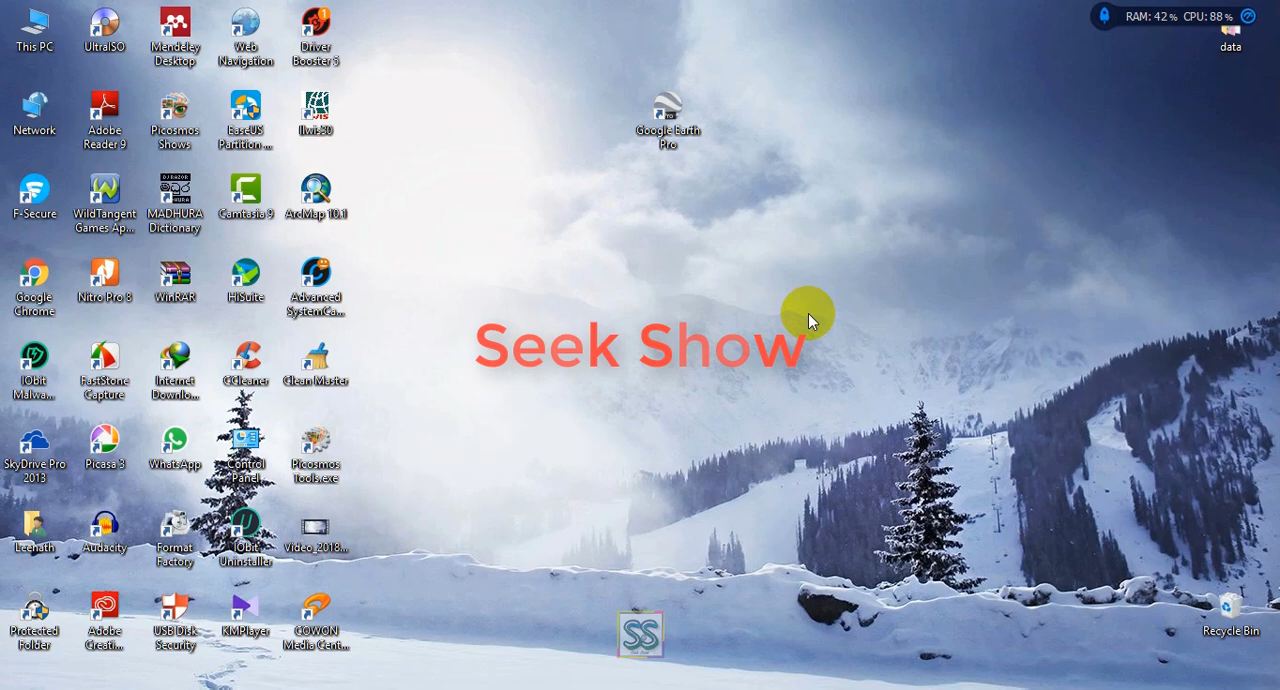 RAM: 42% CPU: 88%
This PC
UltraISO
Mendeley
Desktop
Web
Navigation
Driver
Booster 5
data
Network
Adobe
Reader 9
Picosmos
Shows
EaseUS
Partition ...
Ilwis30
Google Earth
Pro
F-Secure
WildTangent
Games Ap...
MADHURA
Dictionary
Camtasia 9
ArcMap 10.1
Google
Chrome
Nitro Pro 8
WinRAR
HiSuite
Advanced
SystemCa...
Seek Show
IObit
Malwa...
FastStone
Capture
Internet
Downlo...
CCleaner
Clean Master
SkyDrive Pro
2013
Picasa 3
WhatsApp
Control
Panel
Picosmos
Tools.exe
Leenath
Audacity
Format
Factory
IObit
Uninstaller
Video_2018...
Protected
Folder
Adobe
Creati...
USB Disk
Security
KMPlayer
COWON
Media Cent...
SS
Recycle Bin